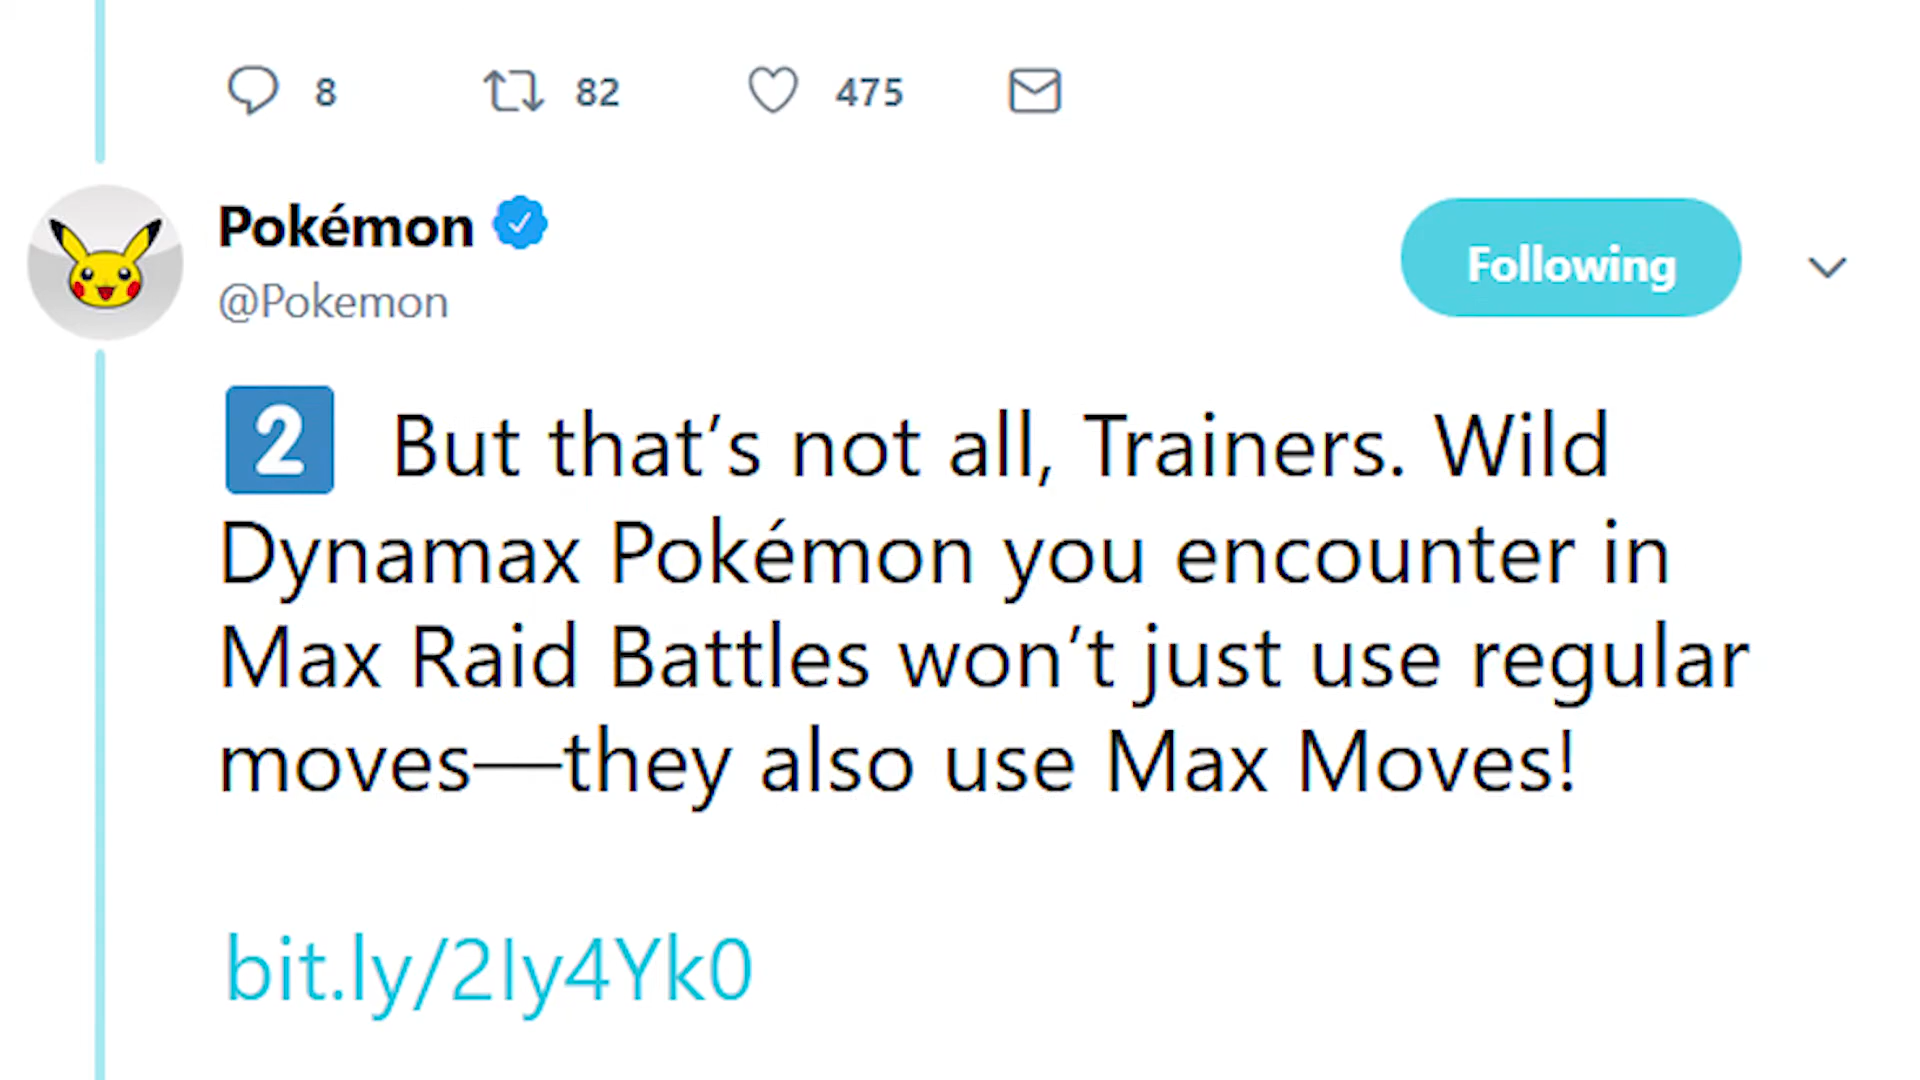 8 82 475
Pokémon
@Pokemon
Following
2 But that’s not all, Trainers. Wild
Dynamax Pokémon you encounter in
Max Raid Battles won’t just use regular
moves—they also use Max Moves!
bit.ly/2Iy4Yk0